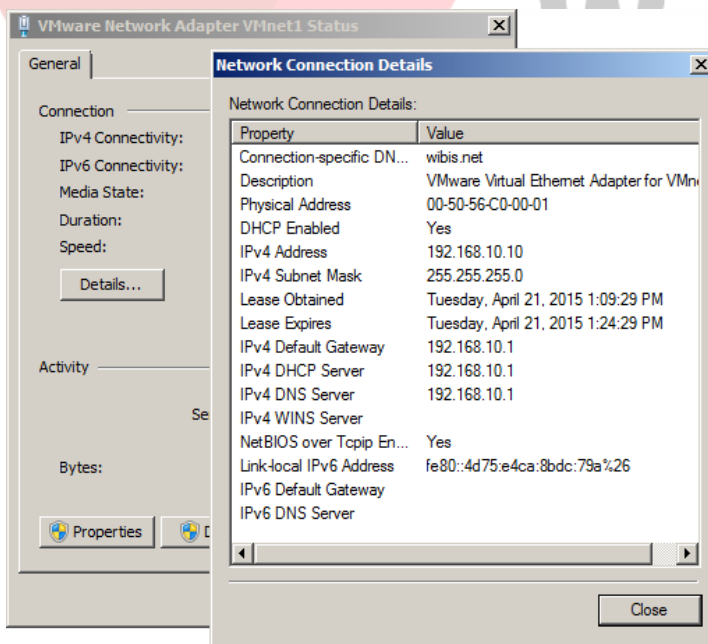 VMware Network Adapter VMnet1 Status
General
Connection
IPv4 Connectivity:
IPv6 Connectivity:
Media State:
Duration:
Speed:
Details...
Activity
Se
Bytes:
Properties
D
Network Connection Details
Network Connection Details:
Property Value
Connection-specific DN... wibis.net
Description VMware Virtual Ethernet Adapter for VMn
Physical Address 00-50-56-C0-00-01
DHCP Enabled Yes
IPv4 Address 192.168.10.10
IPv4 Subnet Mask 255.255.255.0
Lease Obtained Tuesday, April 21, 2015 1:09:29 PM
Lease Expires Tuesday, April 21, 2015 1:24:29 PM
IPv4 Default Gateway 192.168.10.1
IPv4 DHCP Server 192.168.10.1
IPv4 DNS Server 192.168.10.1
IPv4 WINS Server
NetBIOS over Tcpip En... Yes
Link-local IPv6 Address fe80::4d75:e4ca:8bdc:79a%26
IPv6 Default Gateway
IPv6 DNS Server
Close